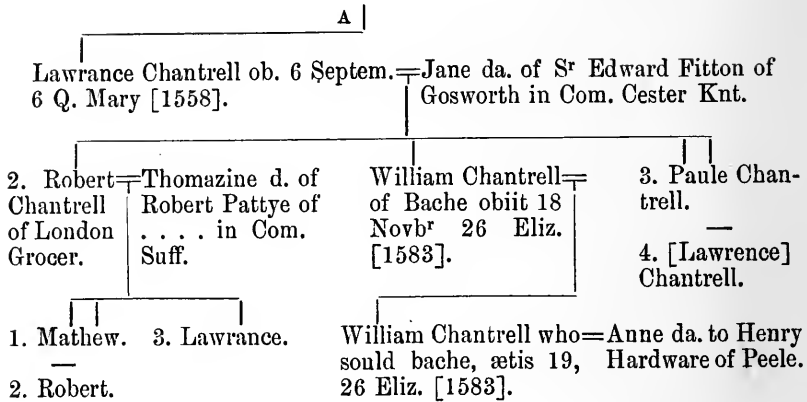 A
Lawrance Chantrell ob. 6 Septem.
6 Q. Mary [1558].
Jane da. of Sʳ Edward Fitton of
Gosworth in Com. Cester Knt.
2. Robert
Chantrell
of London
Grocer.
Thomazine d. of
Robert Pattye of
. . . . in Com.
Suff.
William Chantrell
of Bache obiit 18
Novbʳ 26 Eliz.
[1583].
3. Paule Chan-
trell.
—
4. [Lawrence]
Chantrell.
1. Mathew.
—
2. Robert.
3. Lawrance.
William Chantrell who
sould bache, ætis 19,
26 Eliz. [1583].
Anne da. to Henry
Hardware of Peele.